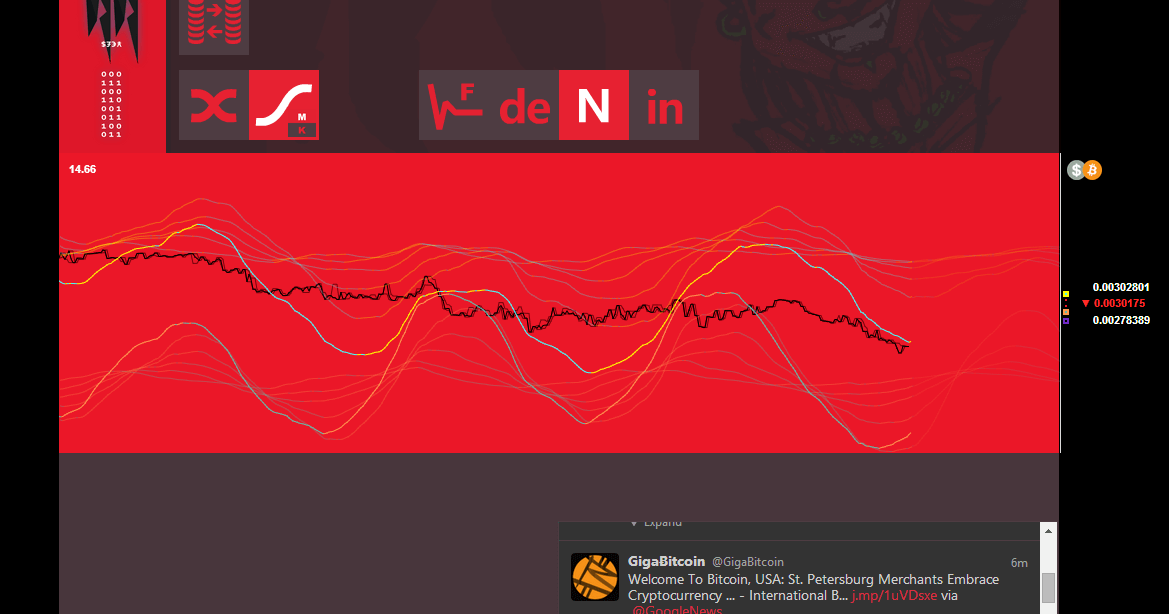 000
111
000
110
001
011
100
011
M
K
F
de
N
in
14.66
$
0.00302801
▼ 0.0030175
0.00278389
Expand
GigaBitcoin @GigaBitcoin 6m
Welcome To Bitcoin, USA: St. Petersburg Merchants Embrace
Cryptocurrency ... - International B... j.mp/1uVDsxe via
@GoogleNews